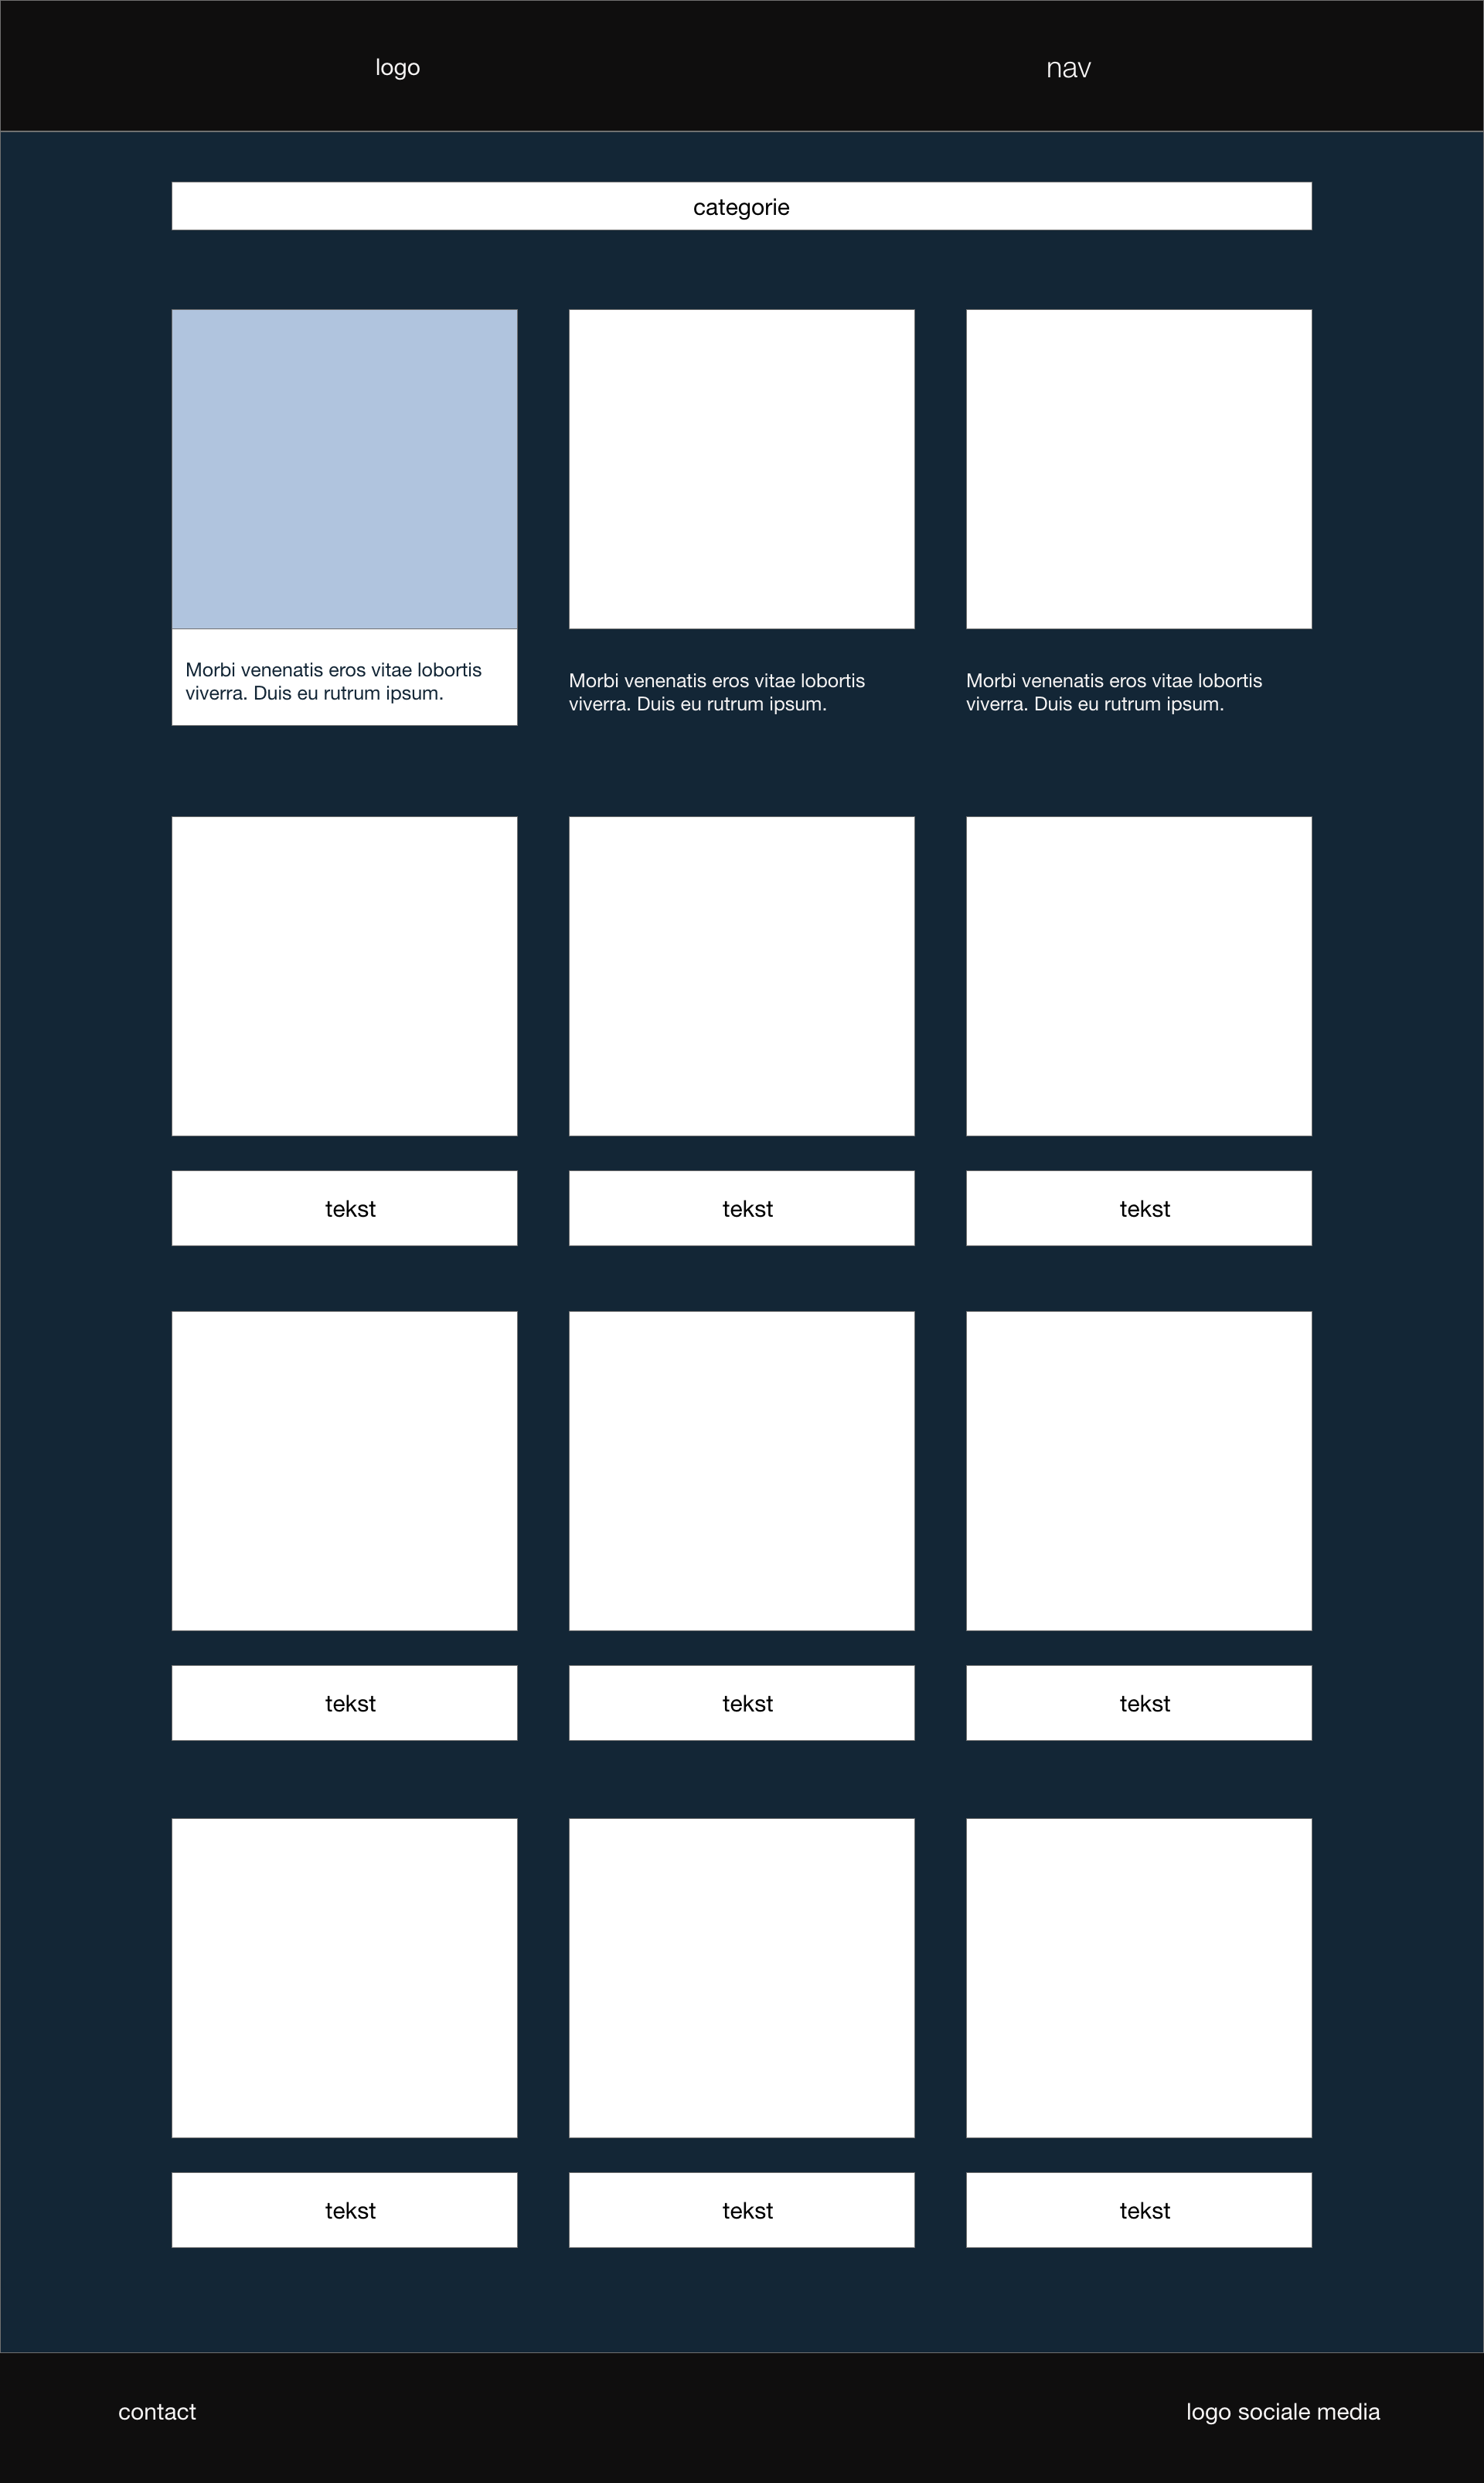 logo
nav
categorie
Morbi venenatis eros vitae lobortis
viverra. Duis eu rutrum ipsum.
Morbi venenatis eros vitae lobortis
viverra. Duis eu rutrum ipsum.
Morbi venenatis eros vitae lobortis
viverra. Duis eu rutrum ipsum.
tekst
tekst
tekst
tekst
tekst
tekst
tekst
tekst
tekst
contact
logo sociale media